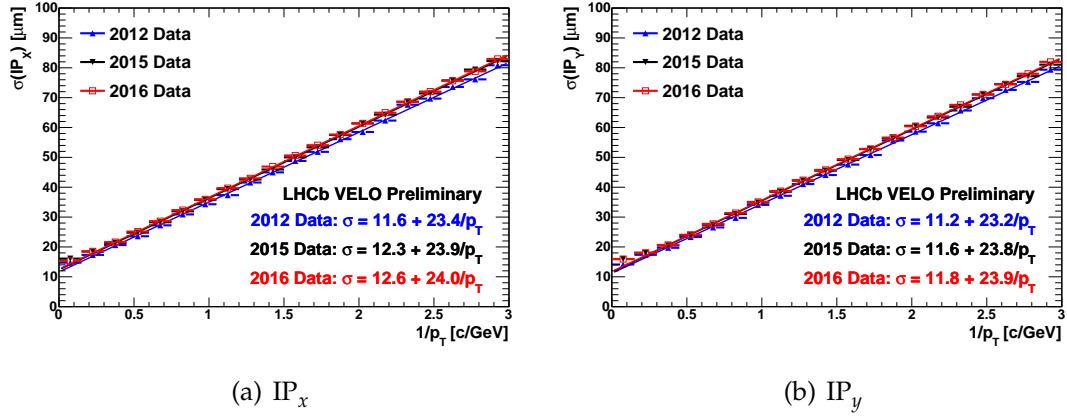 σ(IP_X) [μm]
100
90
80
70
60
50
40
30
20
10
0
2012 Data
2015 Data
2016 Data
LHCb VELO Preliminary
2012 Data: σ = 11.6 + 23.4/p_T
2015 Data: σ = 12.3 + 23.9/p_T
2016 Data: σ = 12.6 + 24.0/p_T
0 0.5 1 1.5 2 2.5 3
1/p_T [c/GeV]
(a) IP_x
σ(IP_Y) [μm]
100
90
80
70
60
50
40
30
20
10
0
2012 Data
2015 Data
2016 Data
LHCb VELO Preliminary
2012 Data: σ = 11.2 + 23.2/p_T
2015 Data: σ = 11.6 + 23.8/p_T
2016 Data: σ = 11.8 + 23.9/p_T
0 0.5 1 1.5 2 2.5 3
1/p_T [c/GeV]
(b) IP_y